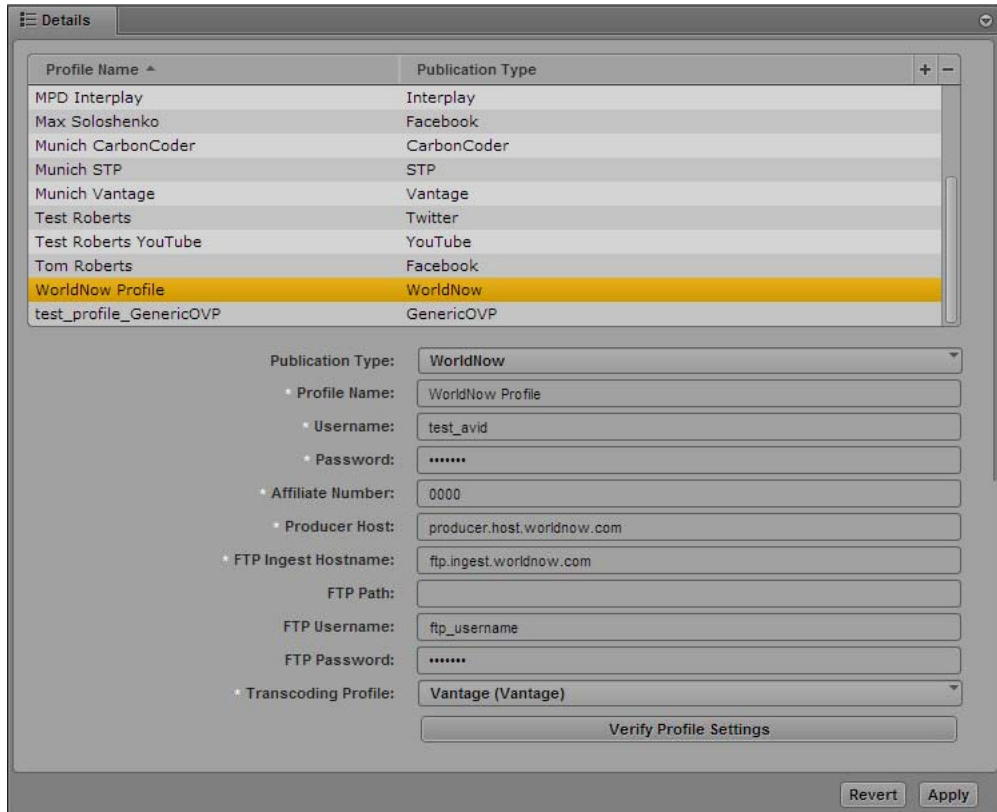 Details
Profile Name Publication Type + −
MPD Interplay Interplay
Max Soloshenko Facebook
Munich CarbonCoder CarbonCoder
Munich STP STP
Munich Vantage Vantage
Test Roberts Twitter
Test Roberts YouTube YouTube
Tom Roberts Facebook
WorldNow Profile WorldNow
test_profile_GenericOVP GenericOVP
Publication Type: WorldNow
* Profile Name: WorldNow Profile
* Username: test_avid
* Password: •••••••
* Affiliate Number: 0000
* Producer Host: producer.host.worldnow.com
* FTP Ingest Hostname: ftp.ingest.worldnow.com
FTP Path:
FTP Username: ftp_username
FTP Password: •••••••
* Transcoding Profile: Vantage (Vantage)
Verify Profile Settings
Revert Apply